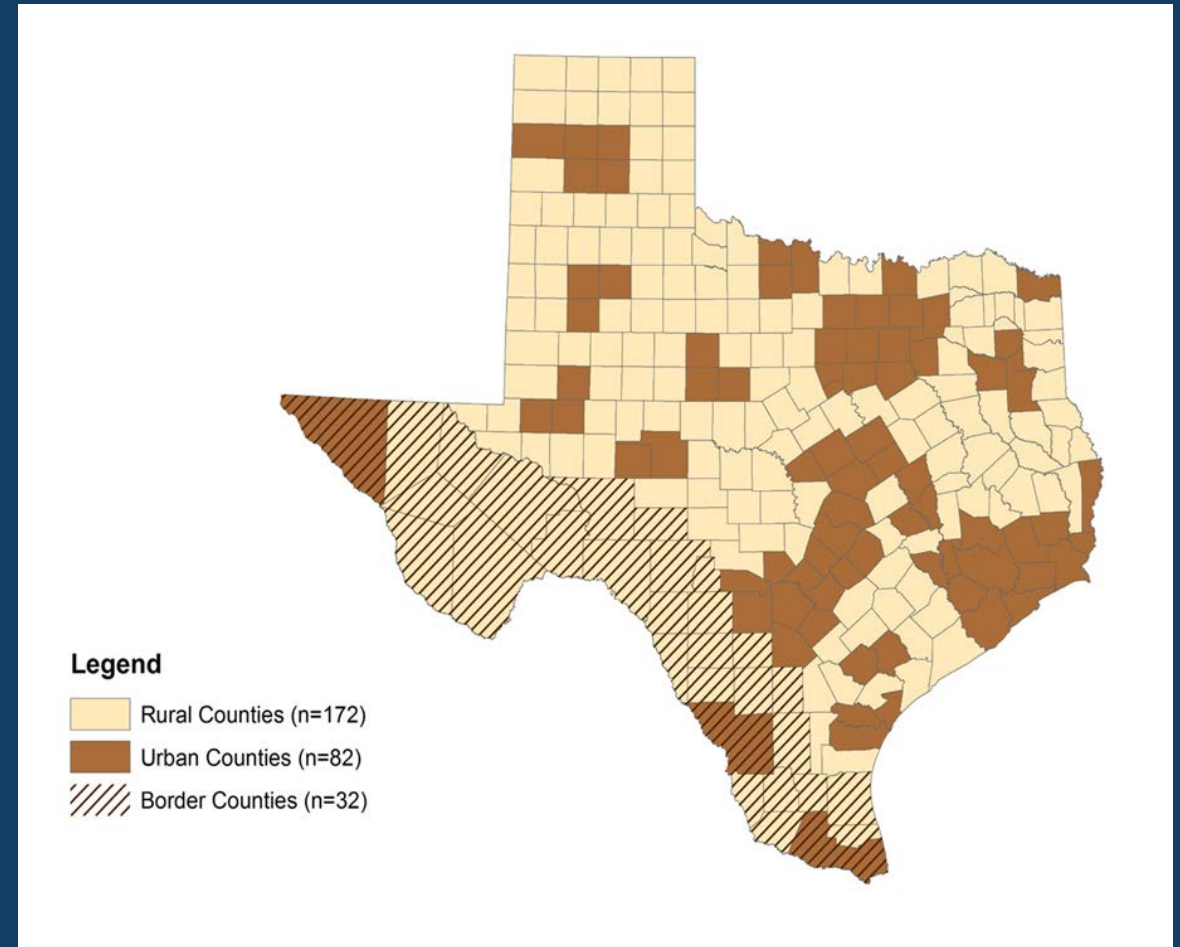 Legend
Rural Counties (n=172)
Urban Counties (n=82)
Border Counties (n=32)